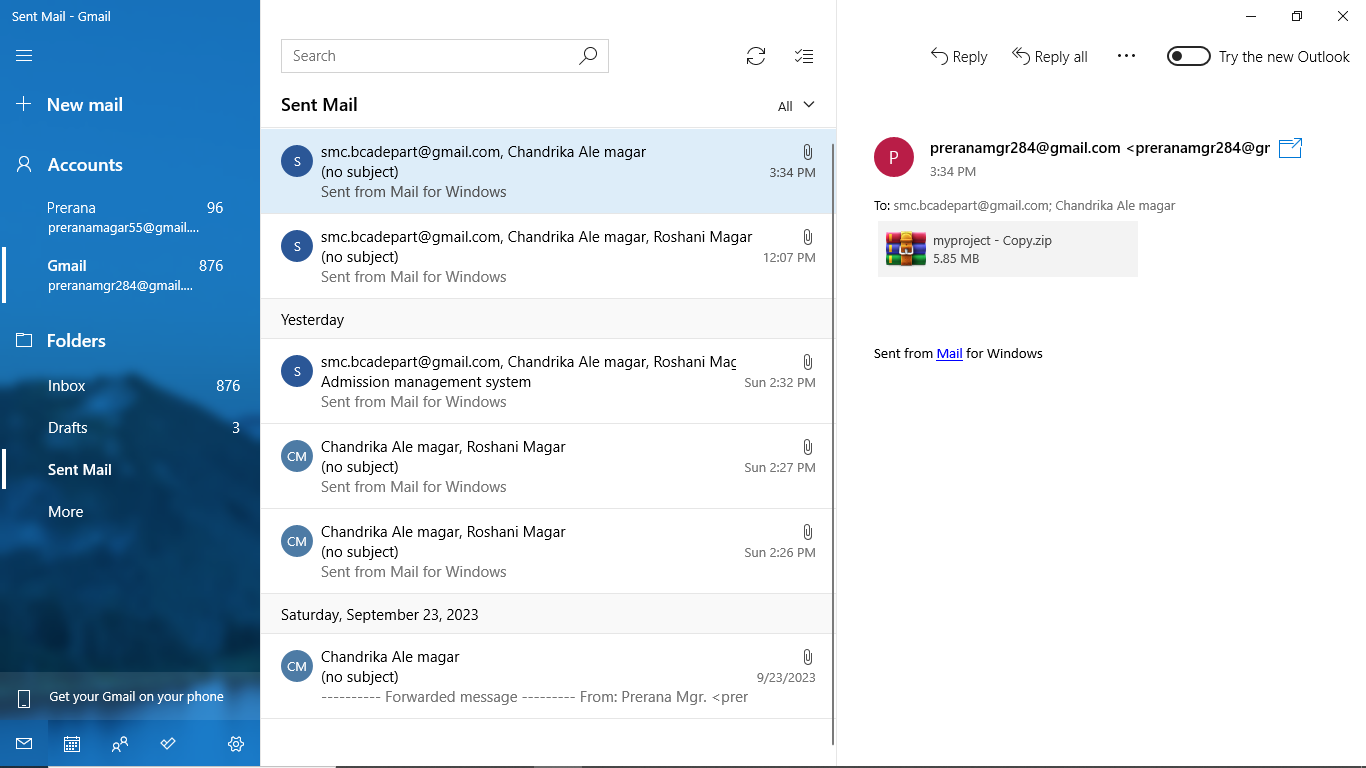 Sent Mail - Gmail
New mail
Accounts
Prerana 96
preranamagar55@gmail....
Gmail 876
preranamgr284@gmail....
Folders
Inbox 876
Drafts 3
Sent Mail
More
Get your Gmail on your phone
Search
Sent Mail
All
smc.bcadepart@gmail.com, Chandrika Ale magar
S
(no subject) 3:34 PM
Sent from Mail for Windows
smc.bcadepart@gmail.com, Chandrika Ale magar, Roshani Magar
S
(no subject) 12:07 PM
Sent from Mail for Windows
Yesterday
smc.bcadepart@gmail.com, Chandrika Ale magar, Roshani Mag
S
Admission management system Sun 2:32 PM
Sent from Mail for Windows
Chandrika Ale magar, Roshani Magar
CM
(no subject) Sun 2:27 PM
Sent from Mail for Windows
Chandrika Ale magar, Roshani Magar
CM
(no subject) Sun 2:26 PM
Sent from Mail for Windows
Saturday, September 23, 2023
Chandrika Ale magar
CM
(no subject) 9/23/2023
---------- Forwarded message --------- From: Prerana Mgr. <prer
Reply Reply all Try the new Outlook
P
preranamgr284@gmail.com <preranamgr284@gr
3:34 PM
To: smc.bcadepart@gmail.com; Chandrika Ale magar
myproject - Copy.zip
5.85 MB
Sent from Mail for Windows